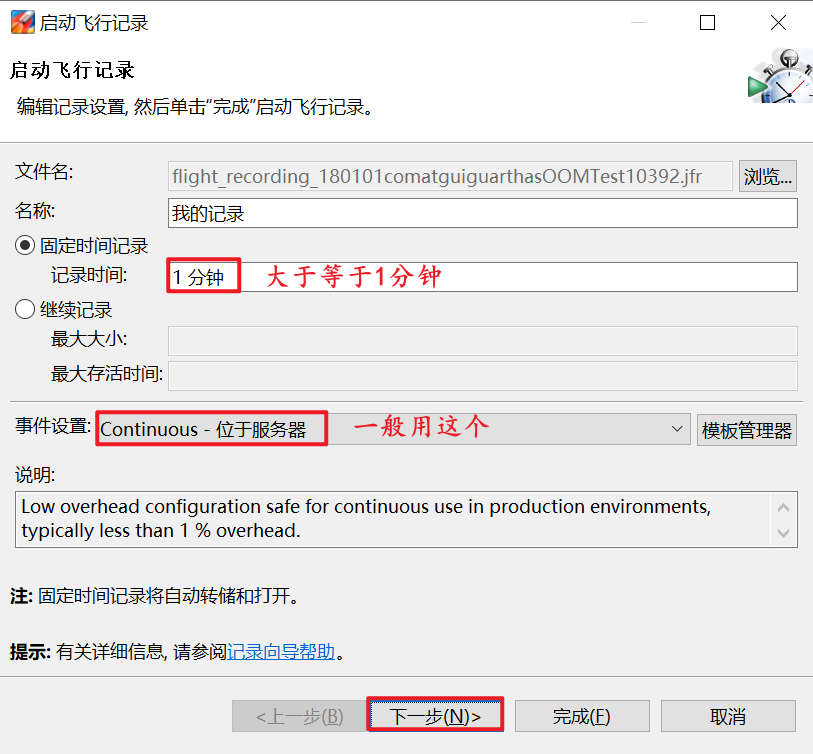 启动飞行记录
启动飞行记录
编辑记录设置, 然后单击“完成”启动飞行记录。
文件名: flight_recording_180101comatguiguarthasOOMTest10392.jfr 浏览...
名称: 我的记录
固定时间记录
记录时间: 1 分钟 大于等于1分钟
继续记录
最大大小:
最大存活时间:
事件设置: Continuous - 位于服务器 一般用这个 模板管理器
说明:
Low overhead configuration safe for continuous use in production environments,
typically less than 1 % overhead.
注: 固定时间记录将自动转储和打开。
提示: 有关详细信息, 请参阅记录向导帮助。
<上一步(B) 下一步(N)> 完成(F) 取消